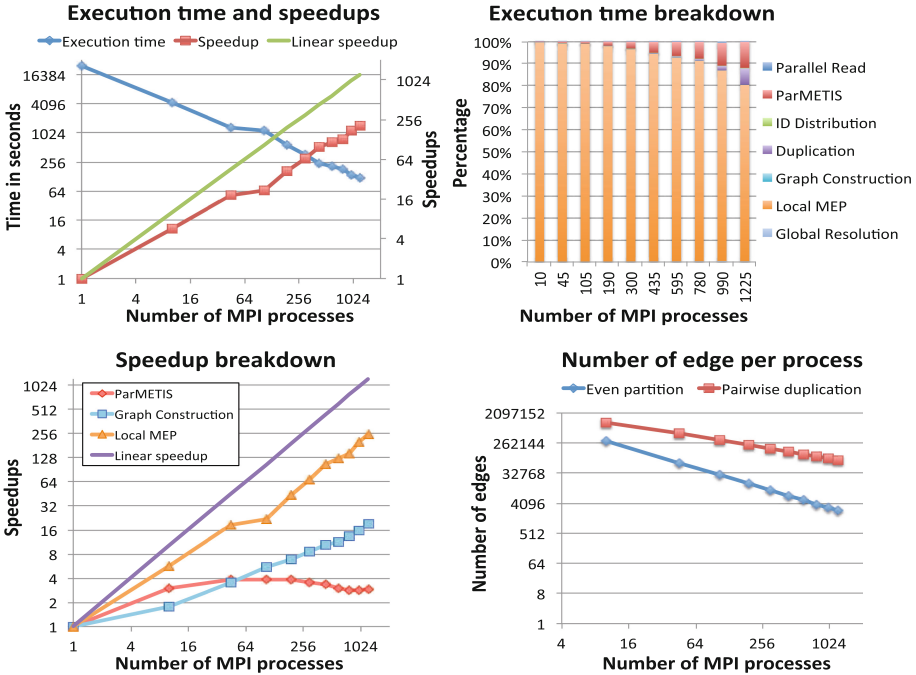 Execution time and speedups
Execution time
Speedup
Linear speedup
16384
4096
1024
256
64
16
4
1
1024
256
64
16
4
1
Time in seconds
Speedups
1 4 16 64 256 1024
Number of MPI processes
Execution time breakdown
100%
90%
80%
70%
60%
50%
40%
30%
20%
10%
0%
Percentage
10 45 105 190 300 435 595 780 990 1225
Number of MPI processes
Parallel Read
ParMETIS
ID Distribution
Duplication
Graph Construction
Local MEP
Global Resolution
Speedup breakdown
ParMETIS
Graph Construction
Local MEP
Linear speedup
1024
512
256
128
64
32
16
8
4
2
1
Speedups
1 4 16 64 256 1024
Number of MPI processes
Number of edge per process
Even partition
Pairwise duplication
2097152
262144
32768
4096
512
64
8
1
Number of edges
4 16 64 256 1024
Number of MPI processes